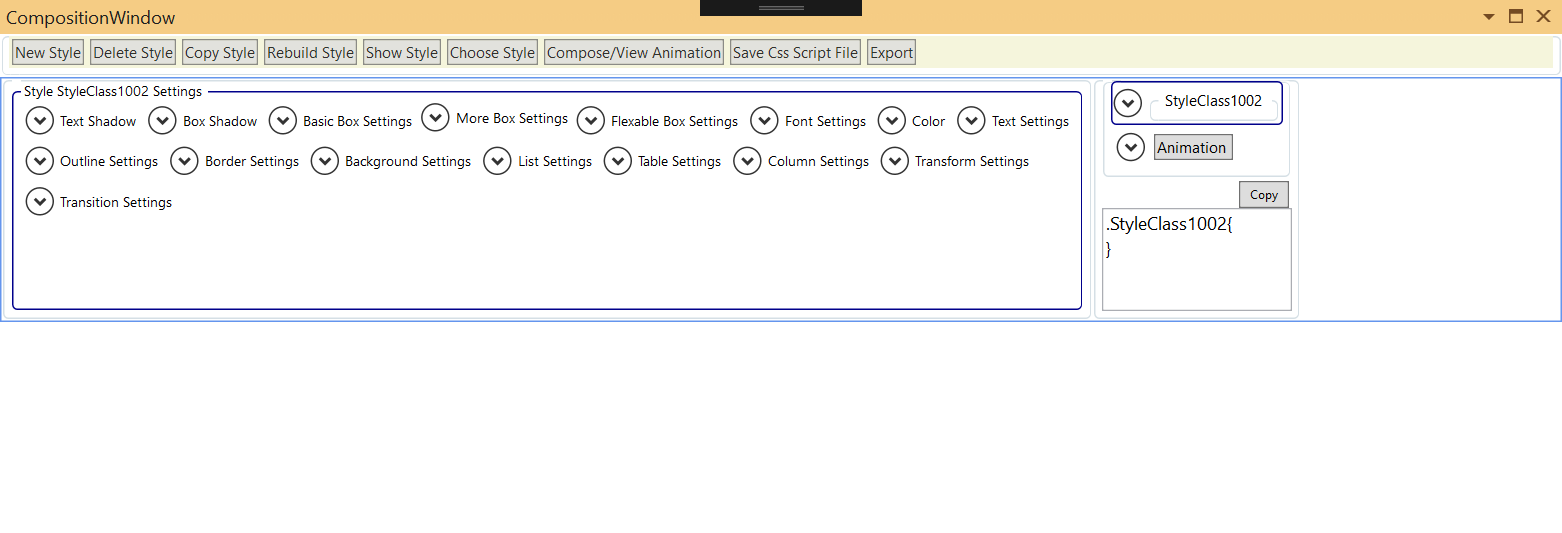 CompositionWindow
New Style Delete Style Copy Style Rebuild Style Show Style Choose Style Compose/View Animation Save Css Script File Export
Style StyleClass1002 Settings
Text Shadow Box Shadow Basic Box Settings More Box Settings Flexable Box Settings Font Settings Color Text Settings
Outline Settings Border Settings Background Settings List Settings Table Settings Column Settings Transform Settings
Transition Settings
StyleClass1002
Animation
Copy
.StyleClass1002{
}